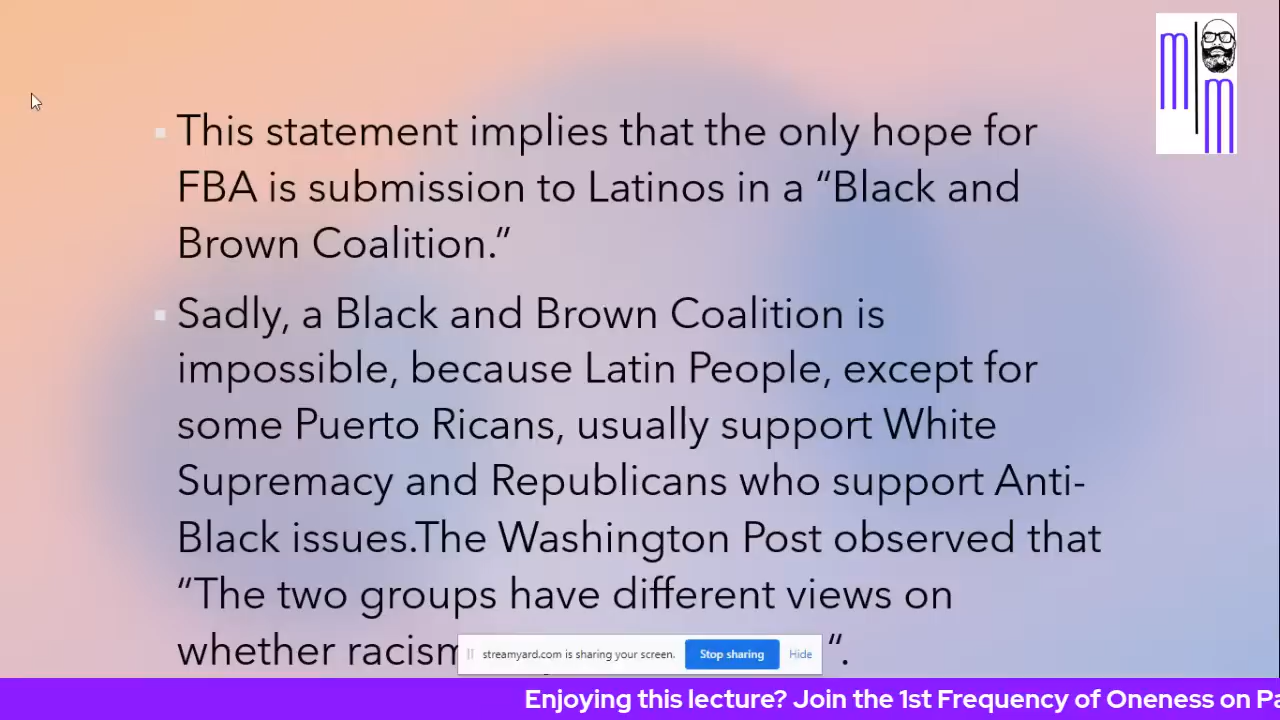 This statement implies that the only hope for
FBA is submission to Latinos in a “Black and
Brown Coalition.”
Sadly, a Black and Brown Coalition is
impossible, because Latin People, except for
some Puerto Ricans, usually support White
Supremacy and Republicans who support Anti-
Black issues.The Washington Post observed that
“The two groups have different views on
whether “.
streamyard.com is sharing your screen. Stop sharing Hide
Enjoying this lecture? Join the 1st Frequency of Oneness on
m m